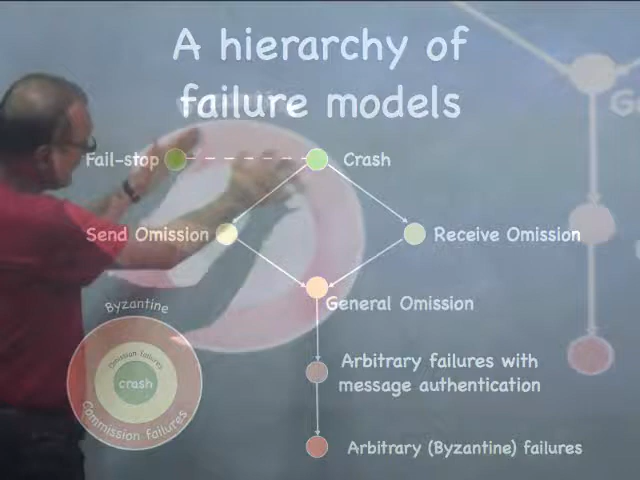 A hierarchy of
failure models
Fail-stop
Crash
Send Omission
Receive Omission
General Omission
Byzantine
Omission failures
crash
Commission failures
Arbitrary failures with
message authentication
Arbitrary (Byzantine) failures